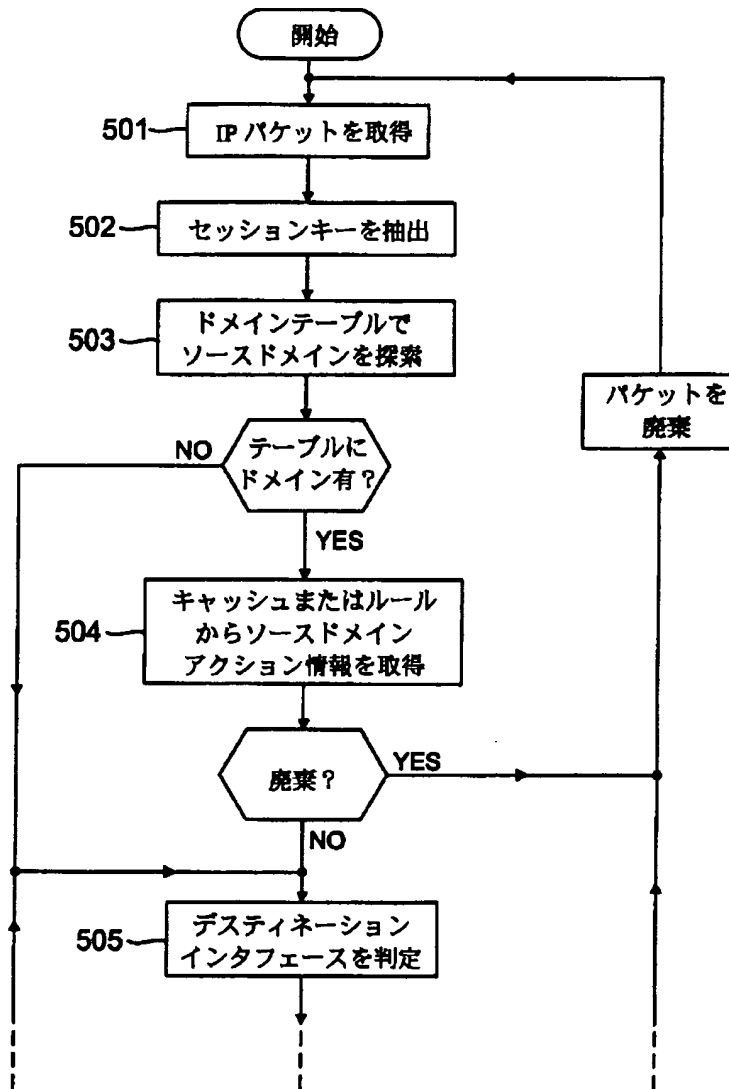 開始
501
IP パケットを取得
502
セッションキーを抽出
503
ドメインテーブルで
ソースドメインを探索
パケットを
廃棄
NO
テーブルに
ドメイン有?
YES
504
キャッシュまたはルール
からソースドメイン
アクション情報を取得
廃棄?
YES
NO
505
デスティネーション
インタフェースを判定